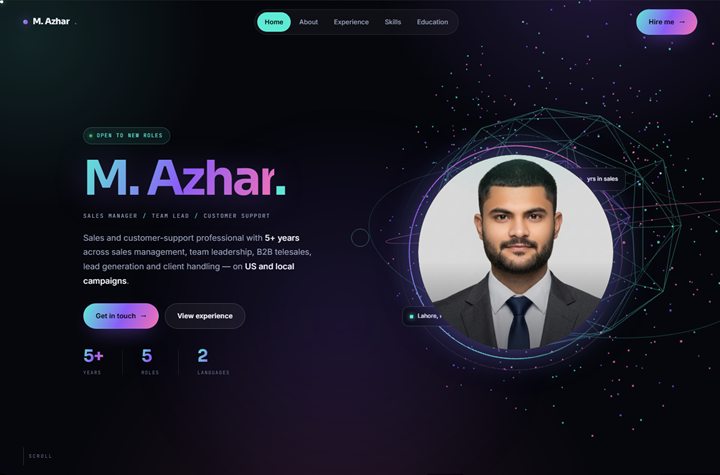 M. Azhar .
Home About Experience Skills Education
Hire me →
OPEN TO NEW ROLES
M. Azhar.
yrs in sales
SALES MANAGER / TEAM LEAD / CUSTOMER SUPPORT
Sales and customer-support professional with 5+ years
across sales management, team leadership, B2B telesales,
lead generation and client handling — on US and local
campaigns.
Lahore,
Get in touch →
View experience
5+ 5 2
YEARS ROLES LANGUAGES
SCROLL